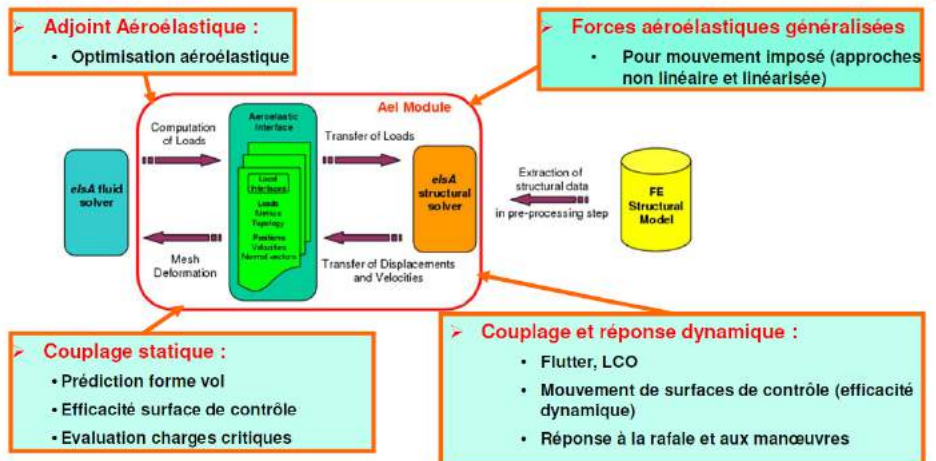 ➢ Adjoint Aéroélastique :
• Optimisation aéroélastique
➢ Forces aéroélastiques généralisées
• Pour mouvement imposé (approches
non linéaire et linéarisée)
Ael Module
Computation
of Loads
Aeroelastic
Interface
Transfer of Loads
elsA fluid
solver
Local
Interfaces
Loads
Metrics
Topology
Positions
Velocities
Normal vectors
elsA
structural
solver
Extraction of
structural data
in pre-processing step
FE
Structural
Model
Mesh
Deformation
Transfer of Displacements
and Velocities
➢ Couplage statique :
• Prédiction forme vol
• Efficacité surface de contrôle
• Evaluation charges critiques
➢ Couplage et réponse dynamique :
• Flutter, LCO
• Mouvement de surfaces de contrôle (efficacité
dynamique)
• Réponse à la rafale et aux manœuvres